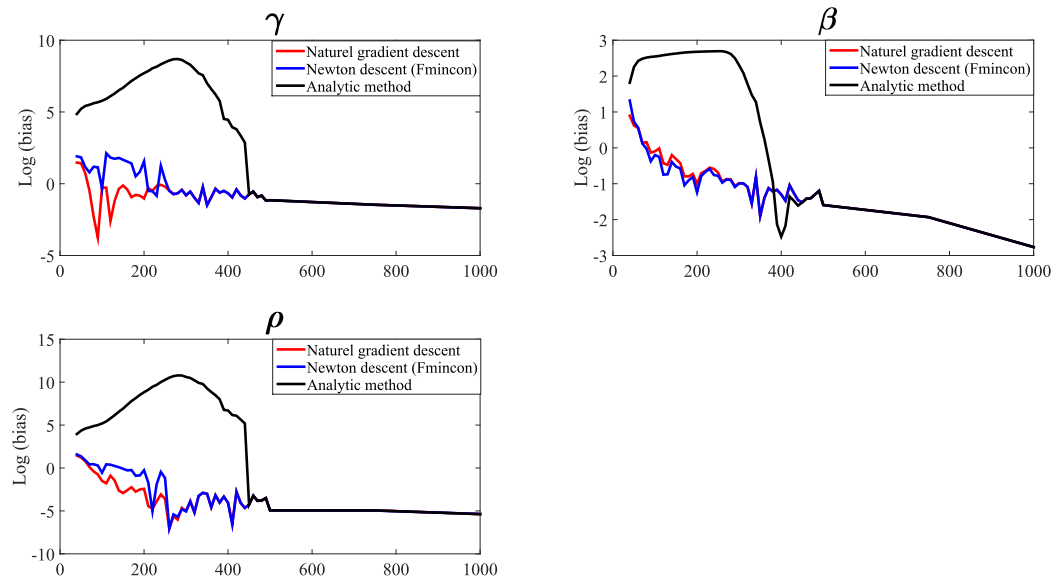 γ
10
5
0
-5
Log (bias)
Naturel gradient descent
Newton descent (Fmincon)
Analytic method
0 200 400 600 800 1000
β
3
2
1
0
-1
-2
-3
Log (bias)
Naturel gradient descent
Newton descent (Fmincon)
Analytic method
0 200 400 600 800 1000
ρ
15
10
5
0
-5
-10
Log (bias)
Naturel gradient descent
Newton descent (Fmincon)
Analytic method
0 200 400 600 800 1000